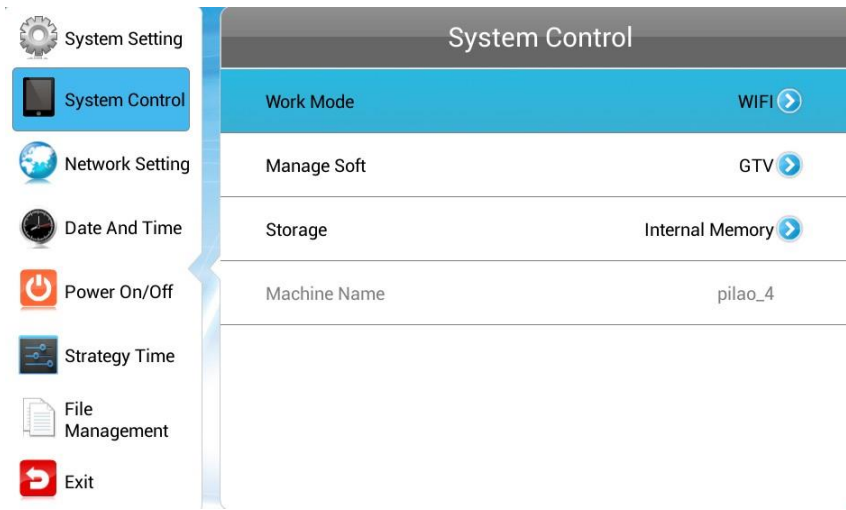 System Setting
System Control
Network Setting
Date And Time
Power On/Off
Strategy Time
File
Management
Exit
System Control
Work Mode WIFI
Manage Soft GTV
Storage Internal Memory
Machine Name pilao_4